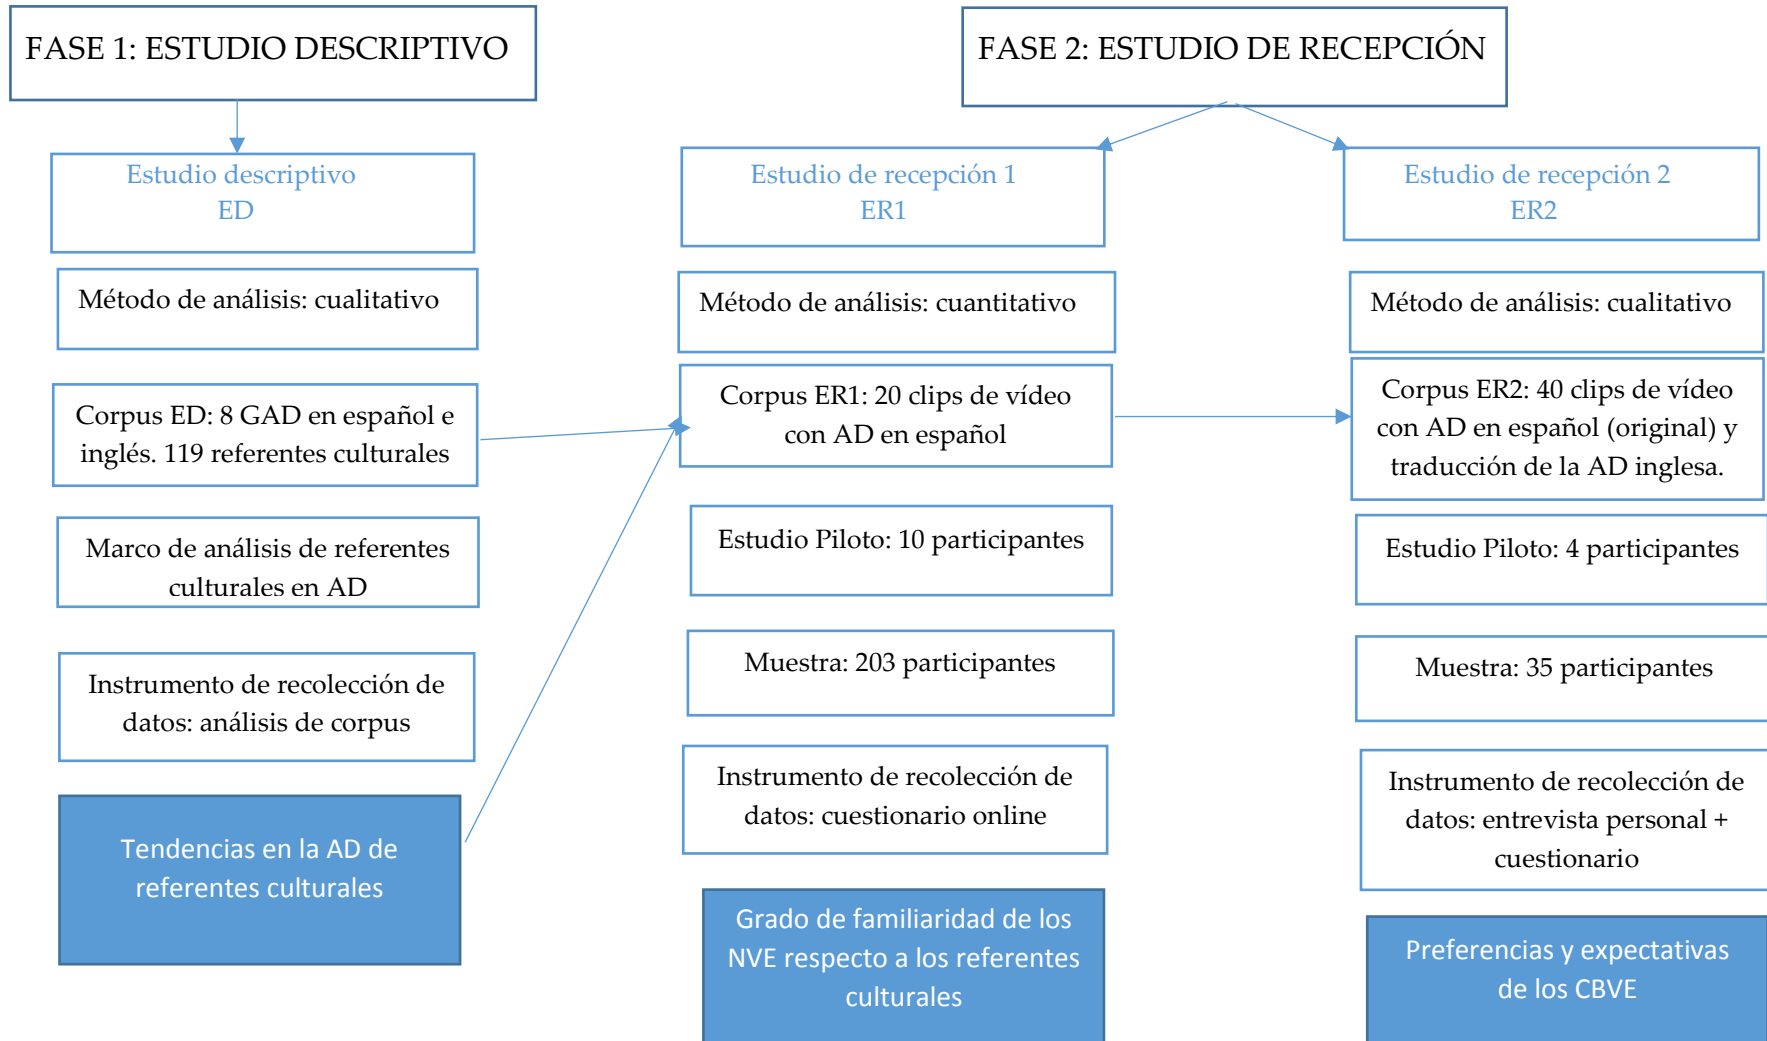 FASE 1: ESTUDIO DESCRIPTIVO
FASE 2: ESTUDIO DE RECEPCIÓN
Estudio descriptivo
ED
Método de análisis: cualitativo
Corpus ED: 8 GAD en español e
inglés. 119 referentes culturales
Marco de análisis de referentes
culturales en AD
Instrumento de recolección de
datos: análisis de corpus
Tendencias en la AD de
referentes culturales
Estudio de recepción 1
ER1
Método de análisis: cuantitativo
Corpus ER1: 20 clips de vídeo
con AD en español
Estudio Piloto: 10 participantes
Muestra: 203 participantes
Instrumento de recolección de
datos: cuestionario online
Grado de familiaridad de los
NVE respecto a los referentes
culturales
Estudio de recepción 2
ER2
Método de análisis: cualitativo
Corpus ER2: 40 clips de vídeo
con AD en español (original) y
traducción de la AD inglesa.
Estudio Piloto: 4 participantes
Muestra: 35 participantes
Instrumento de recolección de
datos: entrevista personal +
cuestionario
Preferencias y expectativas
de los CBVE